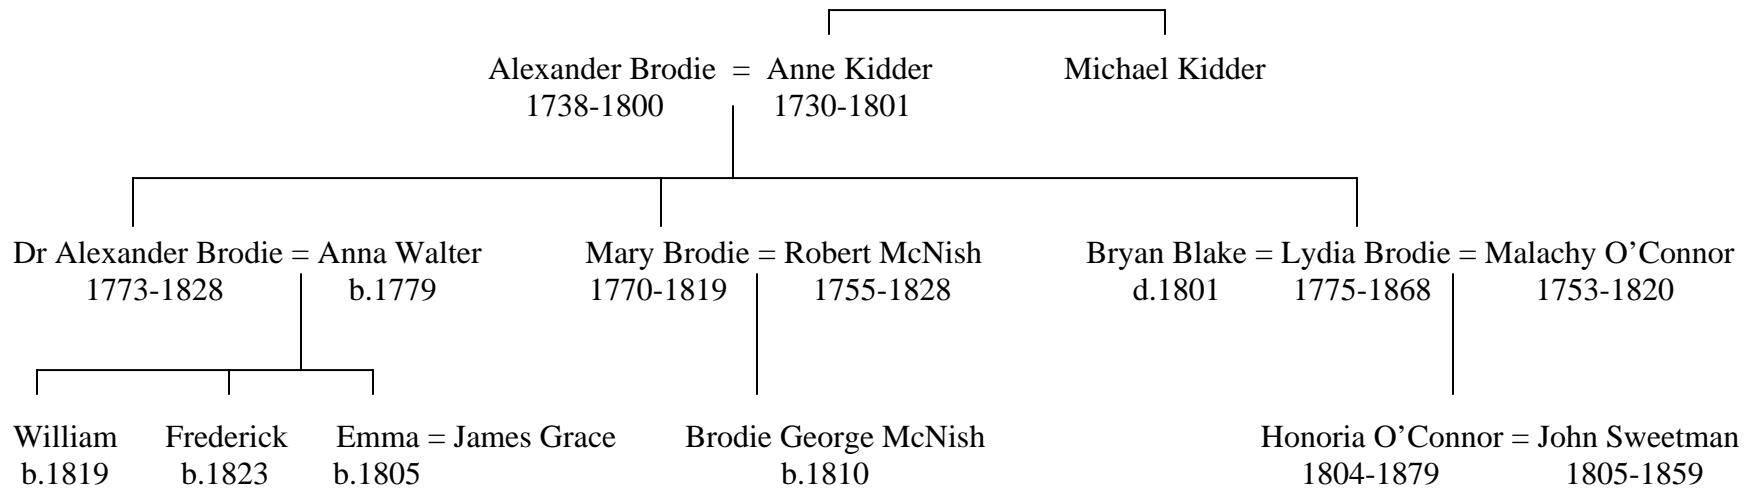 Alexander Brodie = Anne Kidder Michael Kidder
1738-1800 1730-1801
Dr Alexander Brodie = Anna Walter Mary Brodie = Robert McNish Bryan Blake = Lydia Brodie = Malachy O’Connor
1773-1828 b.1779 1770-1819 1755-1828 d.1801 1775-1868 1753-1820
William Frederick Emma = James Grace Brodie George McNish Honoria O’Connor = John Sweetman
b.1819 b.1823 b.1805 b.1810 1804-1879 1805-1859